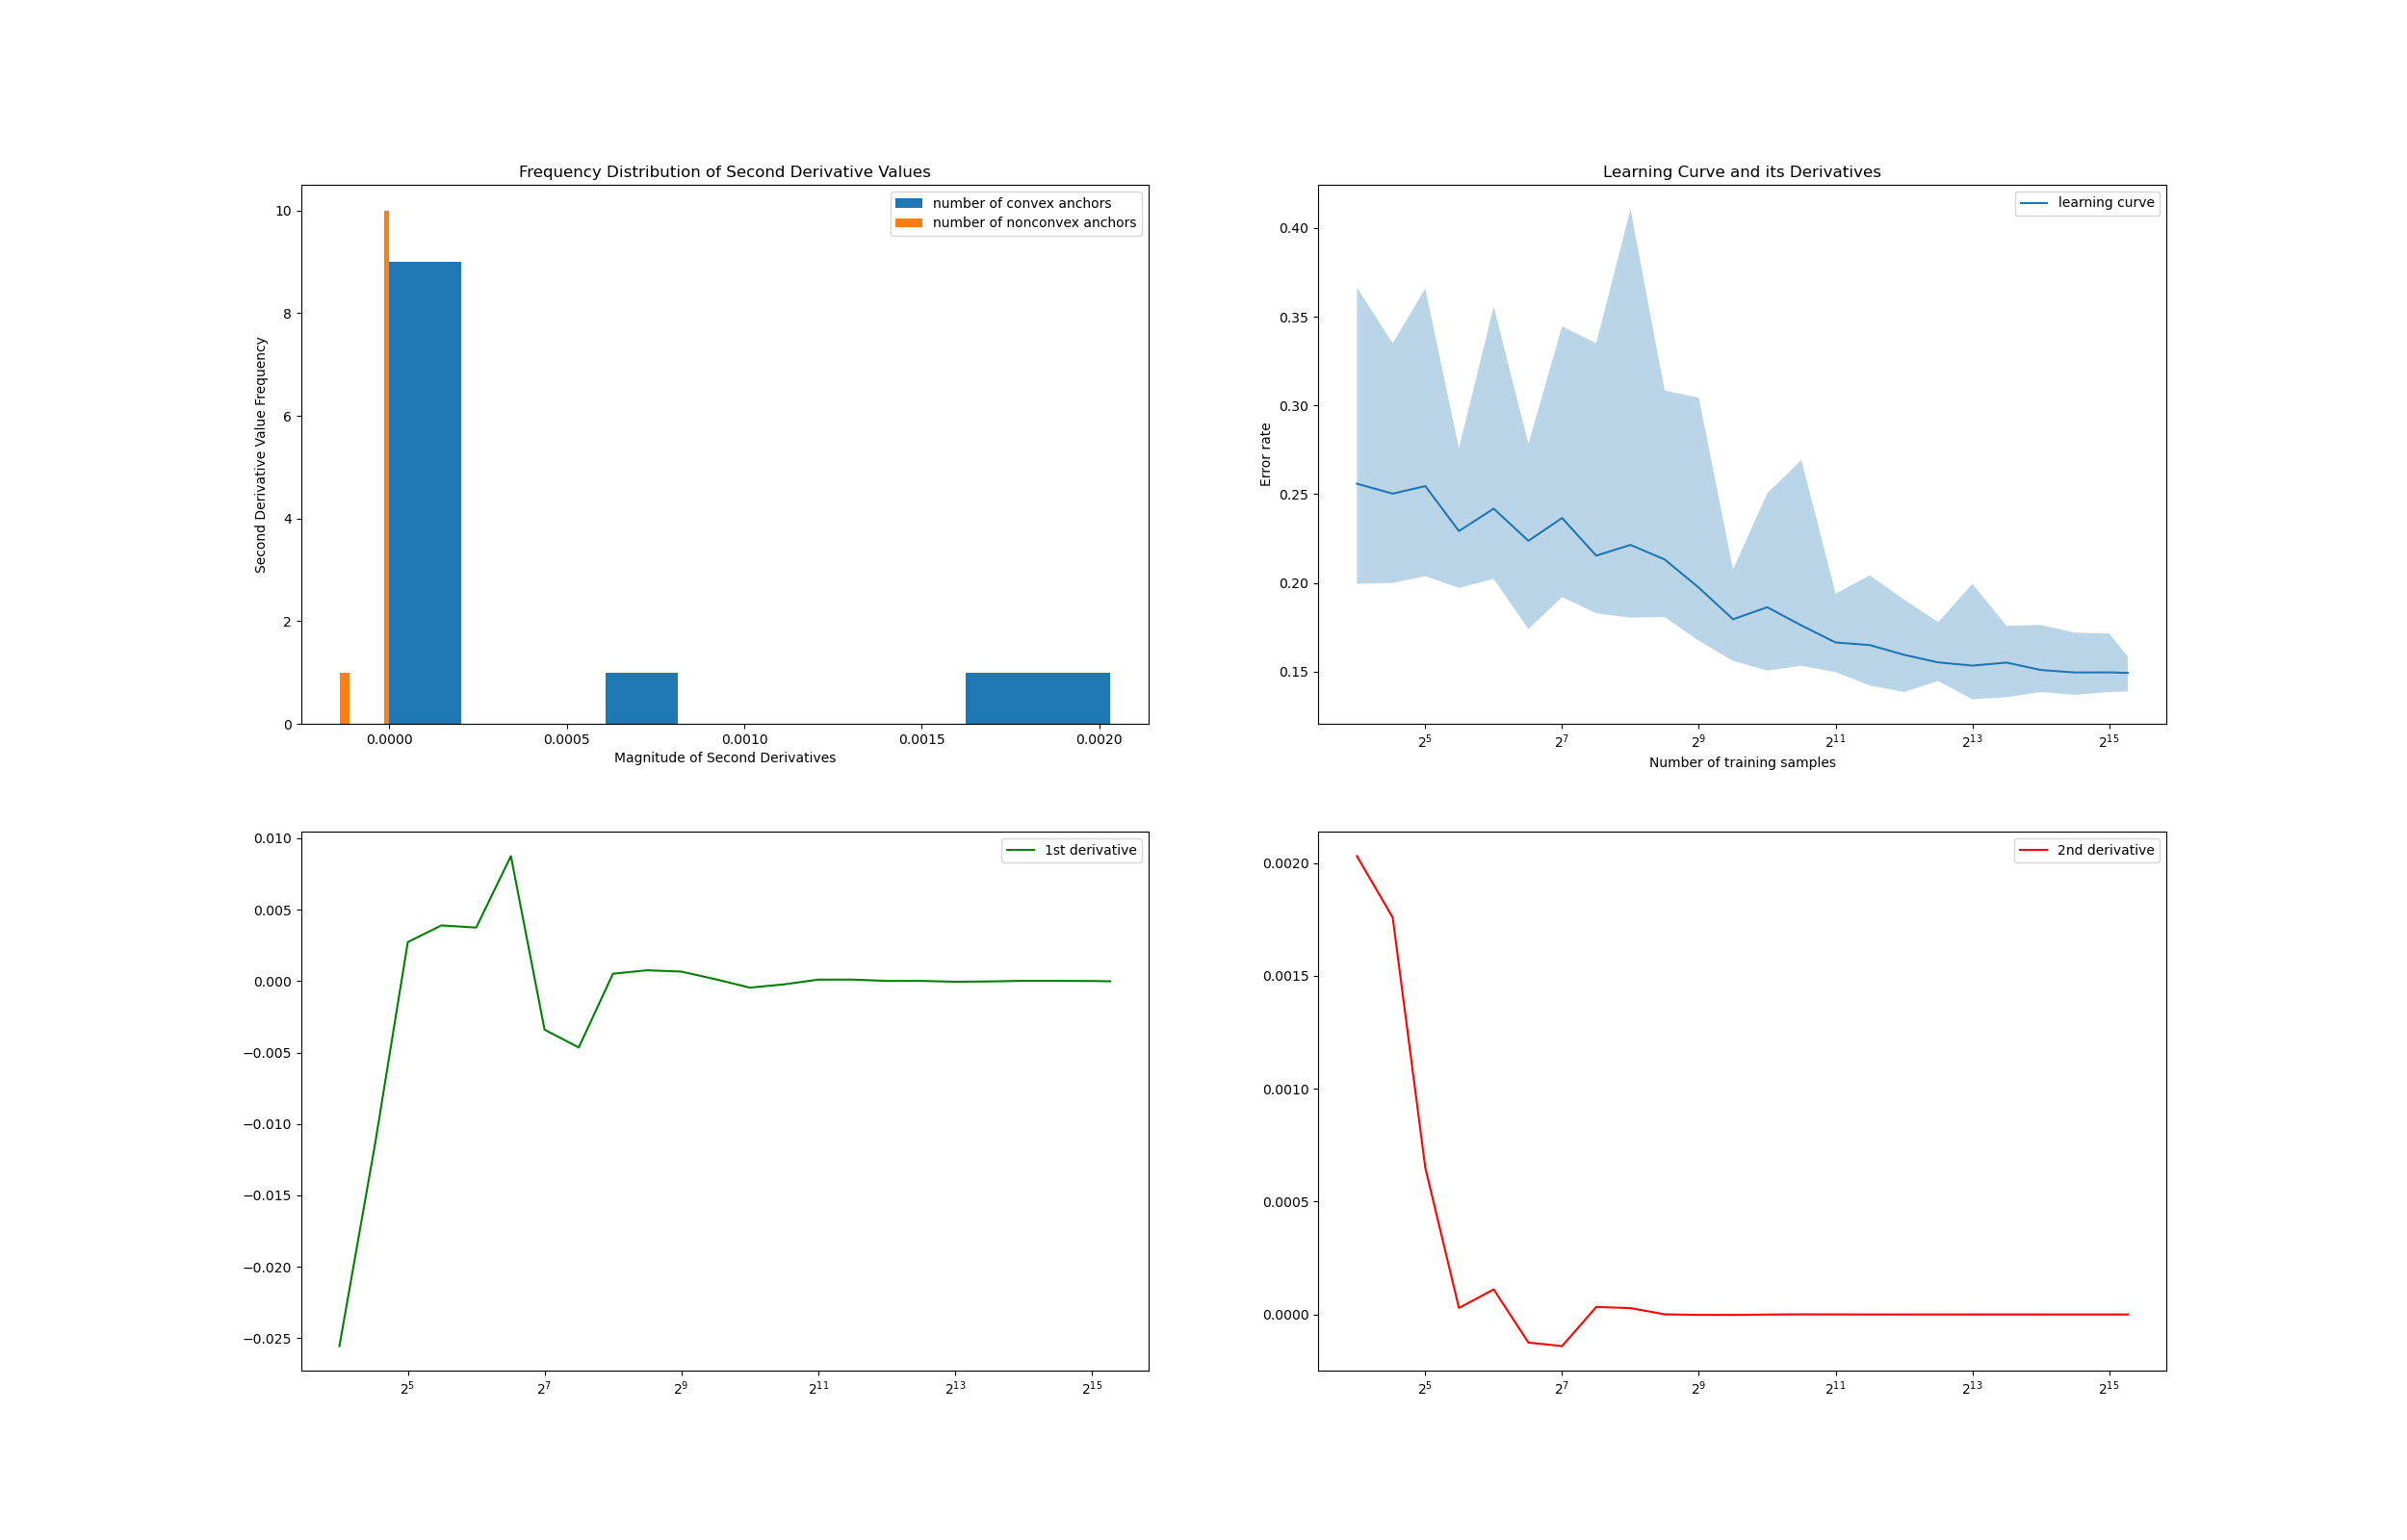 Frequency Distribution of Second Derivative Values
number of convex anchors
number of nonconvex anchors
10
8
6
4
2
0
Second Derivative Value Frequency
0.0000 0.0005 0.0010 0.0015 0.0020
Magnitude of Second Derivatives
Learning Curve and its Derivatives
learning curve
0.40
0.35
0.30
0.25
0.20
0.15
Error rate
2^5 2^7 2^9 2^11 2^13 2^15
Number of training samples
1st derivative
0.010
0.005
0.000
−0.005
−0.010
−0.015
−0.020
−0.025
2^5 2^7 2^9 2^11 2^13 2^15
2nd derivative
0.0020
0.0015
0.0010
0.0005
0.0000
2^5 2^7 2^9 2^11 2^13 2^15